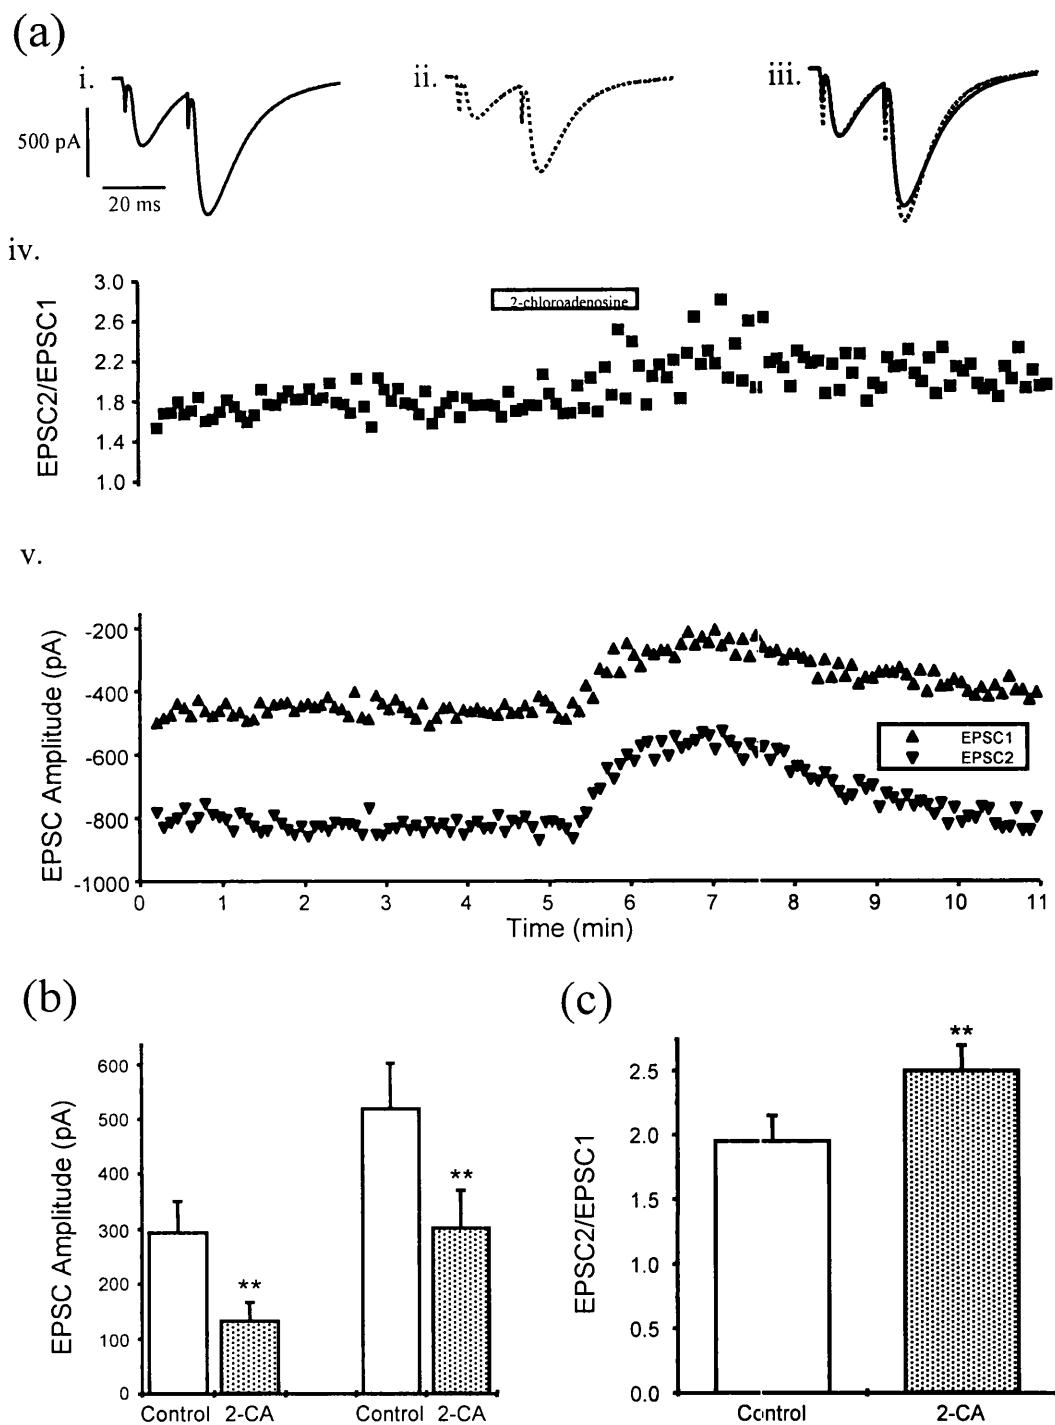 (a)
i.
ii.
iii.
500 pA
20 ms
iv.
3.0
2.6
2.2
1.8
1.4
1.0
EPSC2/EPSC1
2-chloroadenosine
v.
-200
-400
-600
-800
-1000
EPSC Amplitude (pA)
EPSC1
EPSC2
0 1 2 3 4 5 6 7 8 9 10 11
Time (min)
(b)
600
500
400
300
200
100
0
EPSC Amplitude (pA)
**
**
Control 2-CA Control 2-CA
(c)
2.5
2.0
1.5
1.0
0.5
0.0
EPSC2/EPSC1
**
Control 2-CA